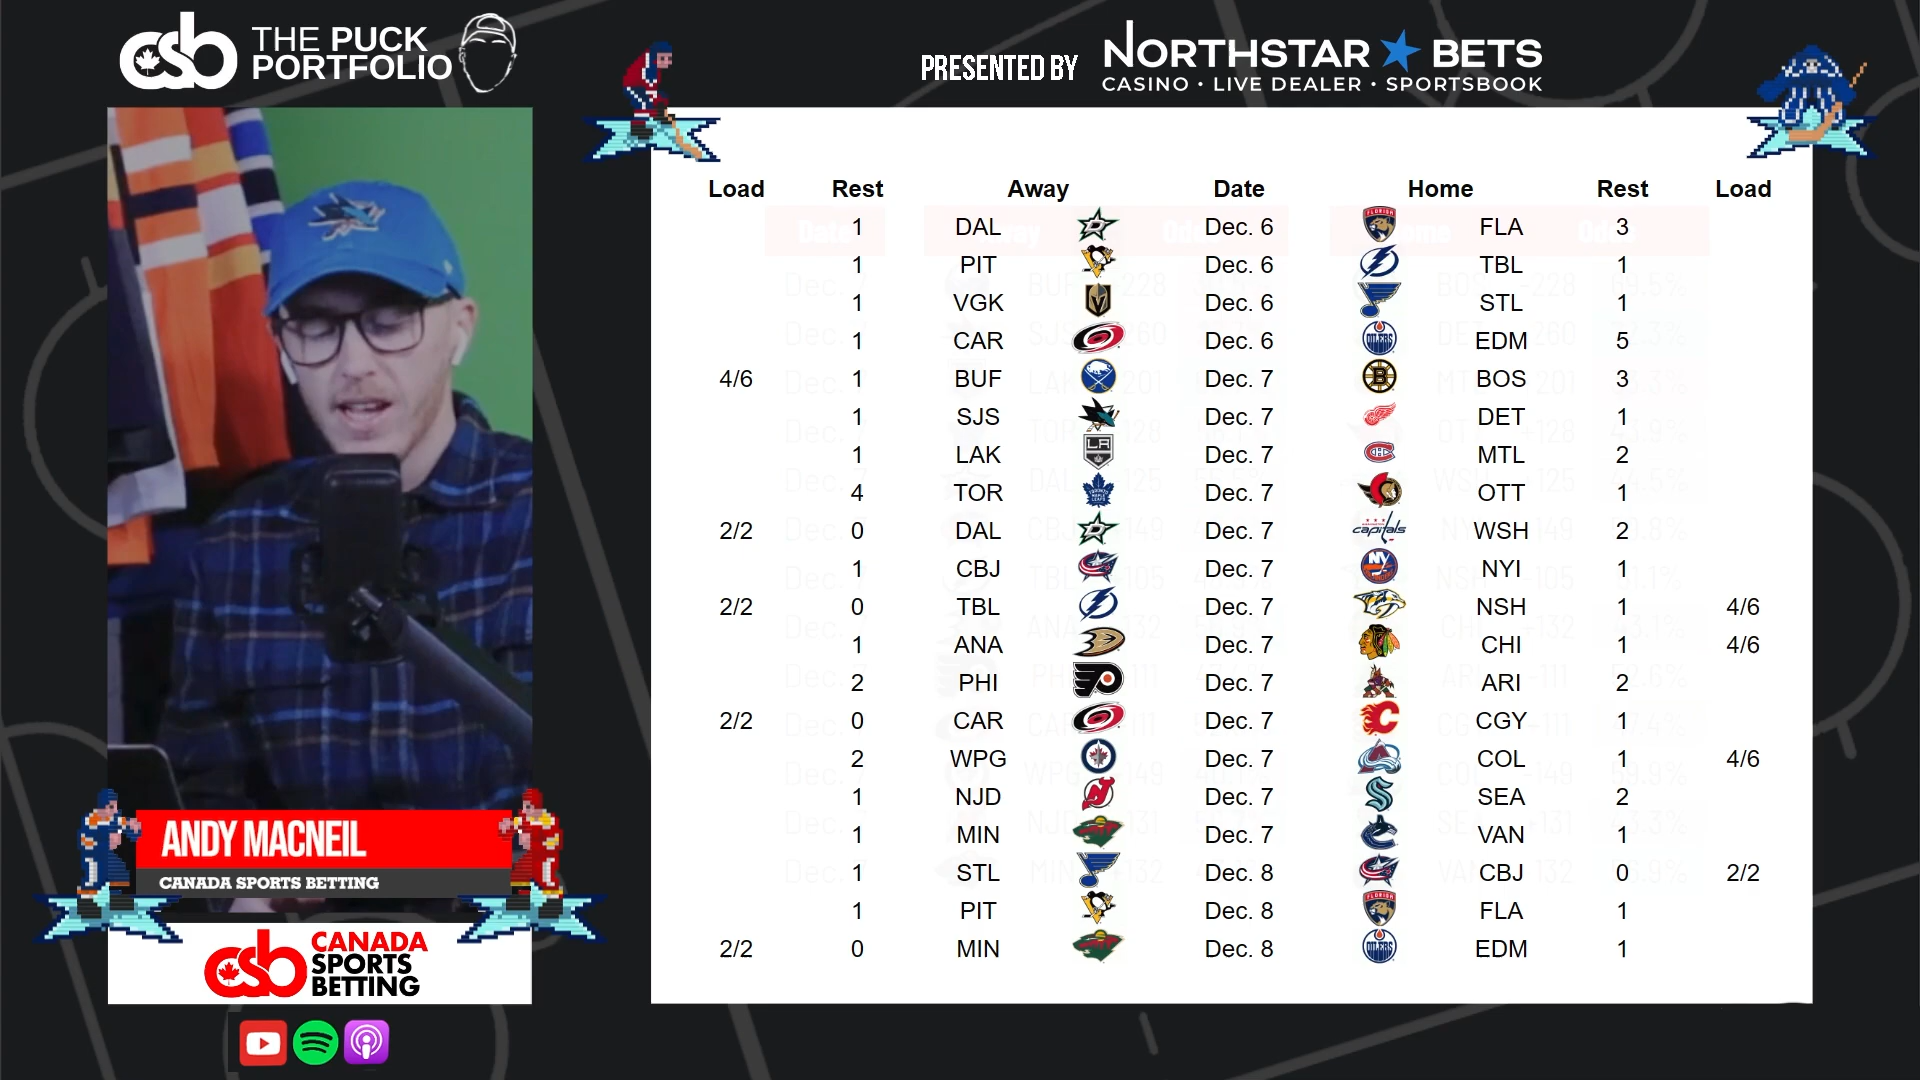 csb THE PUCK PORTFOLIO
PRESENTED BY NORTHSTAR BETS
CASINO • LIVE DEALER • SPORTSBOOK
Load Rest Away Date Home Rest Load
1 DAL Dec. 6 FLA 3
1 PIT Dec. 6 TBL 1
1 VGK Dec. 6 STL 1
1 CAR Dec. 6 EDM 5
4/6 1 BUF Dec. 7 BOS 3
1 SJS Dec. 7 DET 1
1 LAK Dec. 7 MTL 2
4 TOR Dec. 7 OTT 1
2/2 0 DAL Dec. 7 capitals WSH 2
1 CBJ Dec. 7 NYI 1
2/2 0 TBL Dec. 7 NSH 1 4/6
1 ANA Dec. 7 CHI 1 4/6
2 PHI Dec. 7 ARI 2
2/2 0 CAR Dec. 7 CGY 1
2 WPG Dec. 7 COL 1 4/6
1 NJD Dec. 7 SEA 2
1 MIN Dec. 7 VAN 1
1 STL Dec. 8 CBJ 0 2/2
1 PIT Dec. 8 FLA 1
2/2 0 MIN Dec. 8 EDM 1
ANDY MACNEIL
CANADA SPORTS BETTING
csb CANADA
SPORTS
BETTING